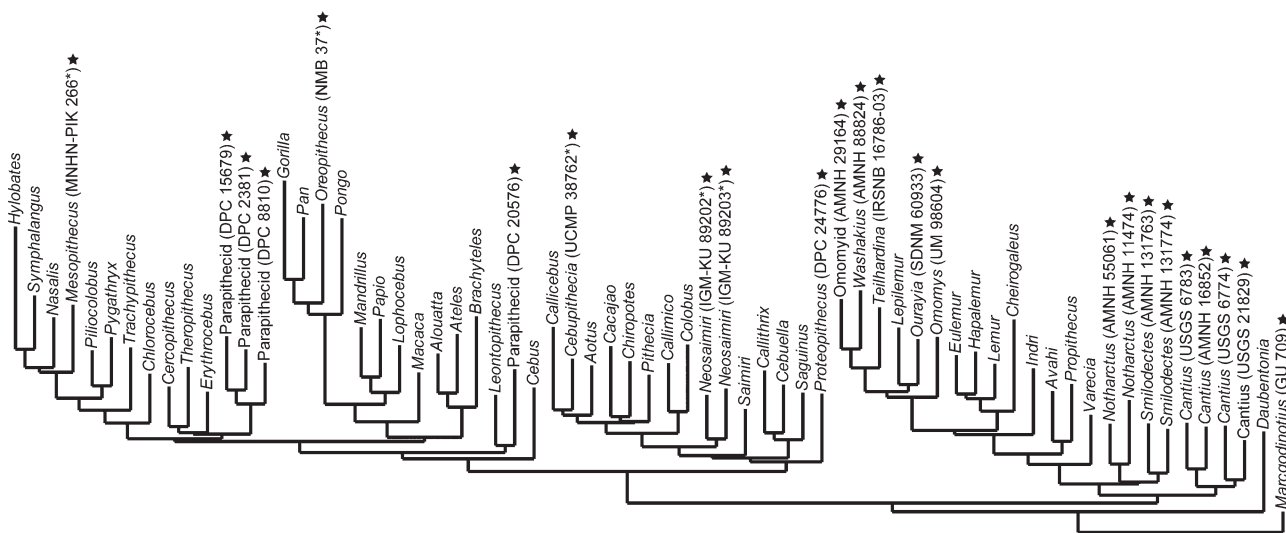 Hylobates
Symphalangus
Nasalis
Mesopithecus (MNHN-PIK 266*)★
Piliocolobus
Pygathryx
Trachypithecus
Chlorocebus
Cercopithecus
Theropithecus
Erythrocebus
Parapithecid (DPC 15679)★
Parapithecid (DPC 2381)★
Parapithecid (DPC 8810)★
Gorilla
Pan
Oreopithecus (NMB 37*)★
Pongo
Mandrillus
Papio
Lophocebus
Macaca
Alouatta
Ateles
Brachyteles
Leontopithecus
Parapithecid (DPC 20576)★
Cebus
Callicebus
Cebupithecia (UCMP 38762*)★
Aotus
Cacajao
Chiropotes
Pithecia
Callimico
Colobus
Neosaimiri (IGM-KU 89202*)★
Neosaimiri (IGM-KU 89203*)★
Saimiri
Callithrix
Cebuella
Saguinus
Proteopithecus (DPC 24776)★
Omomyid (AMNH 29164)★
Washakius (AMNH 88824)★
Teilhardina (IRSNB 16786-03)★
Lepilemur
Ourayia (SDNM 60933)★
Omomys (UM 98604)★
Eulemur
Hapalemur
Lemur
Cheirogaleus
Indri
Avahi
Propithecus
Varecia
Notharctus (AMNH 55061)★
Notharctus (AMNH 11474)★
Smilodectes (AMNH 131763)★
Smilodectes (AMNH 131774)★
Cantius (USGS 6783)★
Cantius (AMNH 16852)★
Cantius (USGS 6774)★
Cantius (USGS 21829)★
Daubentonia
Marcgodinotius (GU 709)★